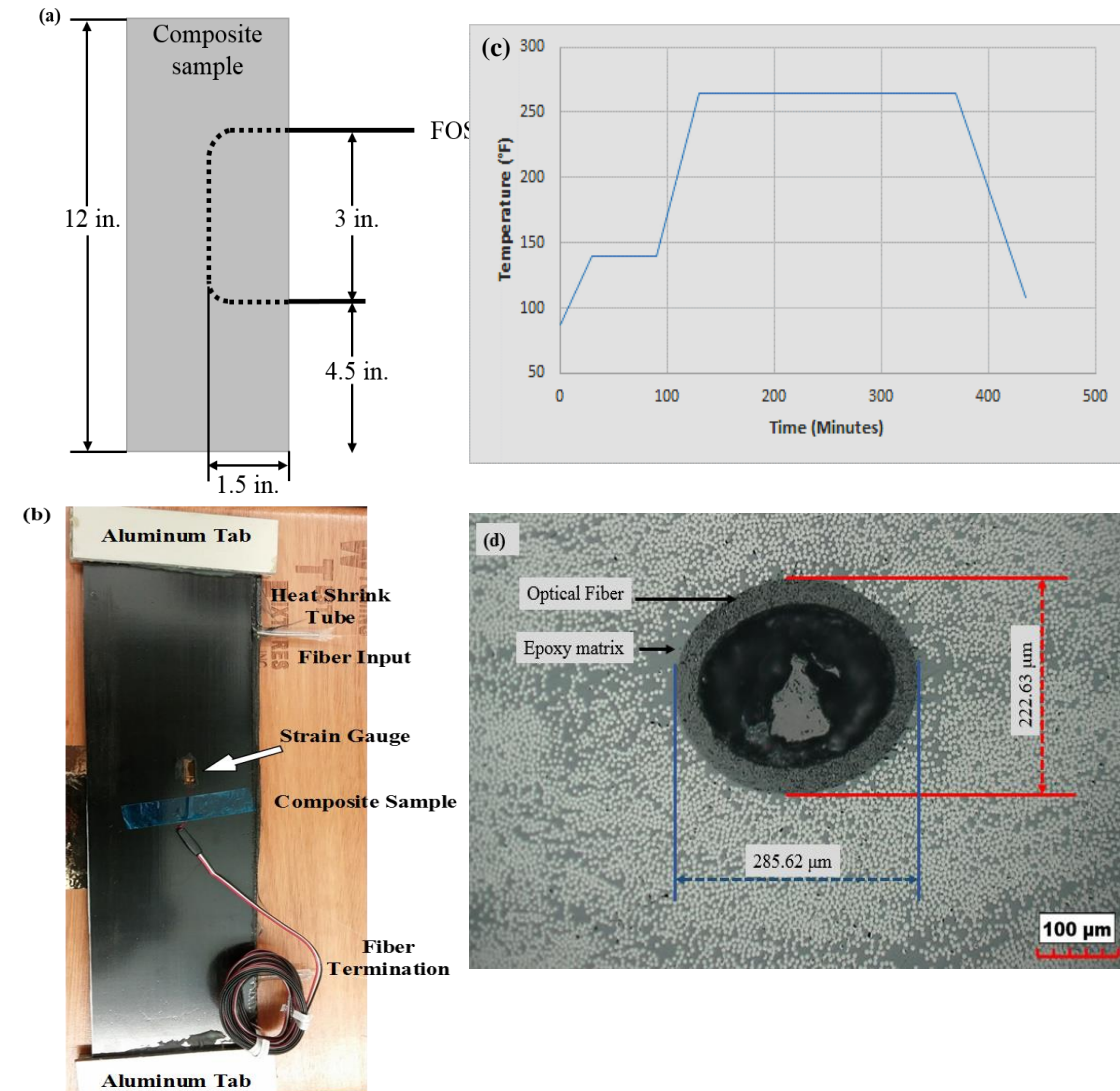 (a)
Composite
sample
FOS
12 in.
3 in.
4.5 in.
1.5 in.
(c)
300
250
200
150
100
50
Temperature (°F)
0
100
200
300
400
500
Time (Minutes)
(b)
Aluminum Tab
Heat Shrink
Tube
Fiber Input
Strain Gauge
Composite Sample
Fiber
Termination
Aluminum Tab
(d)
Optical Fiber
Epoxy matrix
222.63 µm
285.62 µm
100 µm